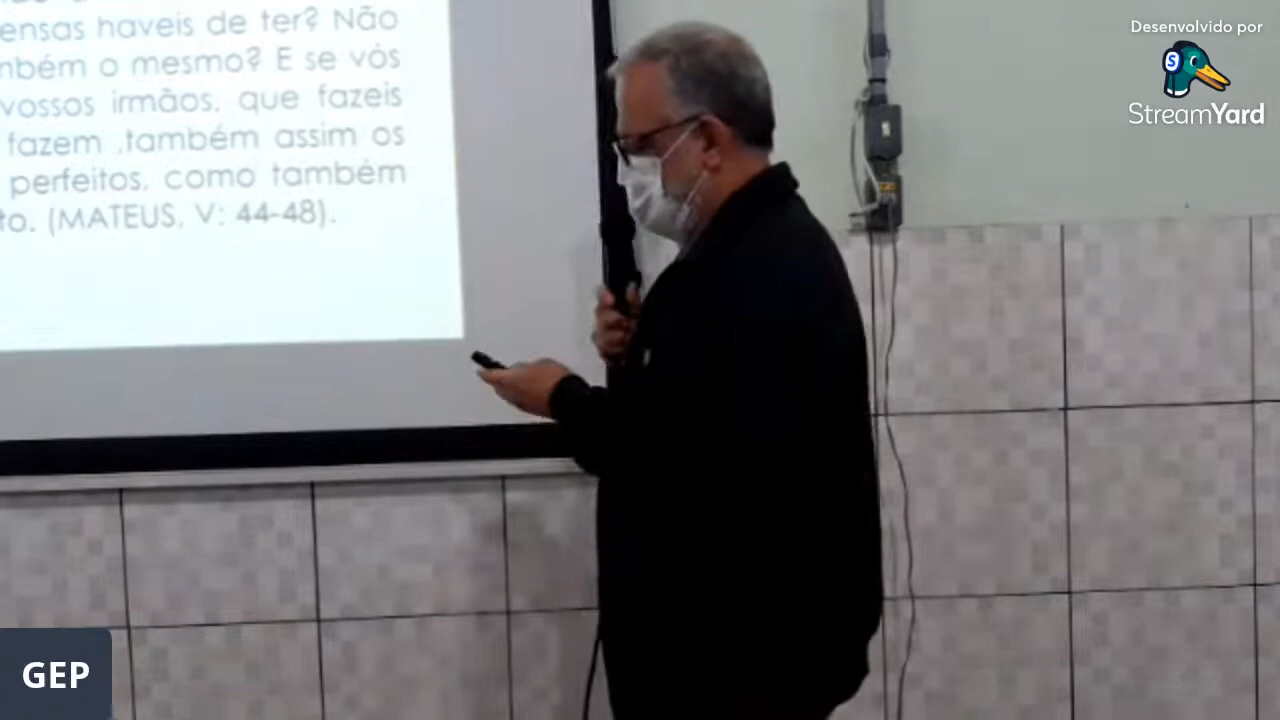 ensas haveis de ter? Não
mbém o mesmo? E se vós
vossos irmãos, que fazeis
fazem ,também assim os
perfeitos, como também
to. (MATEUS, V: 44-48).
Desenvolvido por
StreamYard
GEP